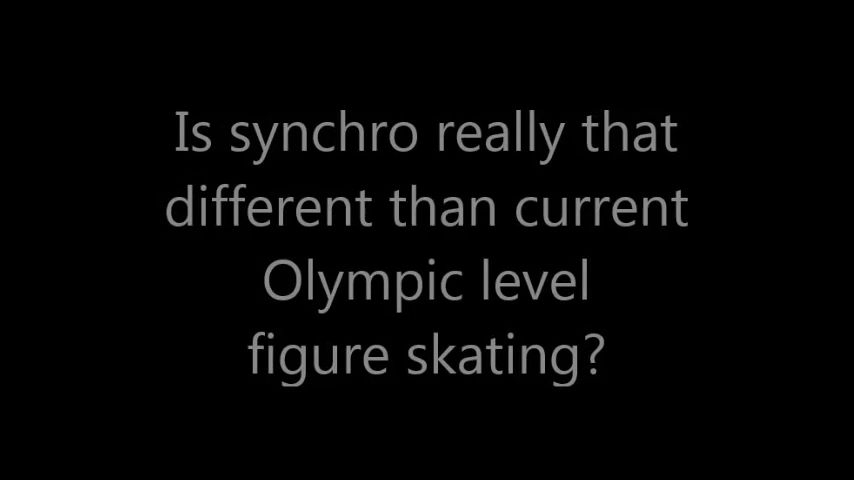 Is synchro really that
different than current
Olympic level
figure skating?